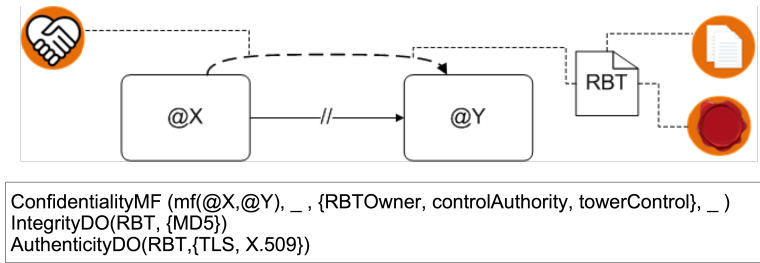 @X
//
@Y
RBT
ConfidentialityMF (mf(@X,@Y), _ , {RBTOwner, controlAuthority, towerControl}, _ )
IntegrityDO(RBT, {MD5})
AuthenticityDO(RBT,{TLS, X.509})